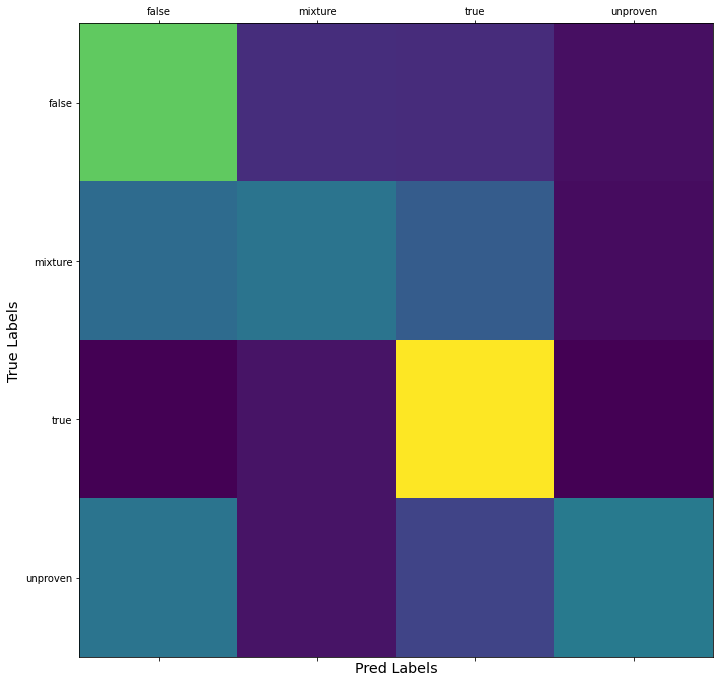 false mixture true unproven
false
mixture
True Labels
true
unproven
Pred Labels